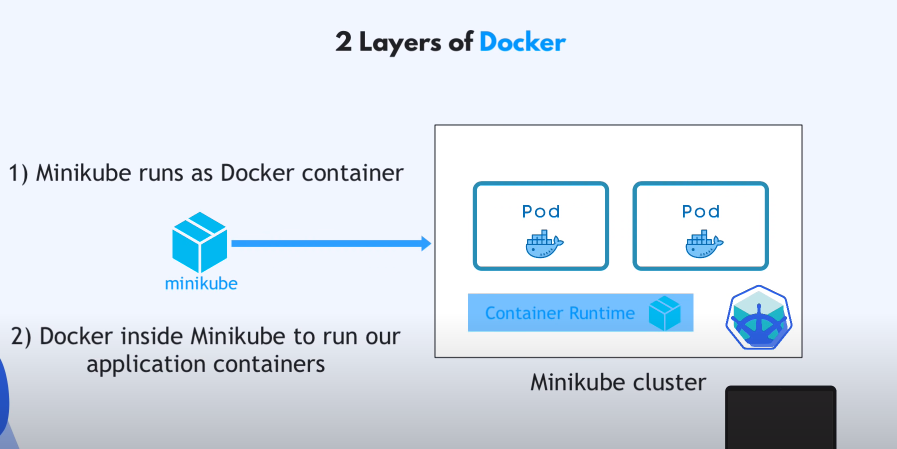 2 Layers of Docker
1) Minikube runs as Docker container
minikube
2) Docker inside Minikube to run our
application containers
Pod
Pod
Container Runtime
Minikube cluster